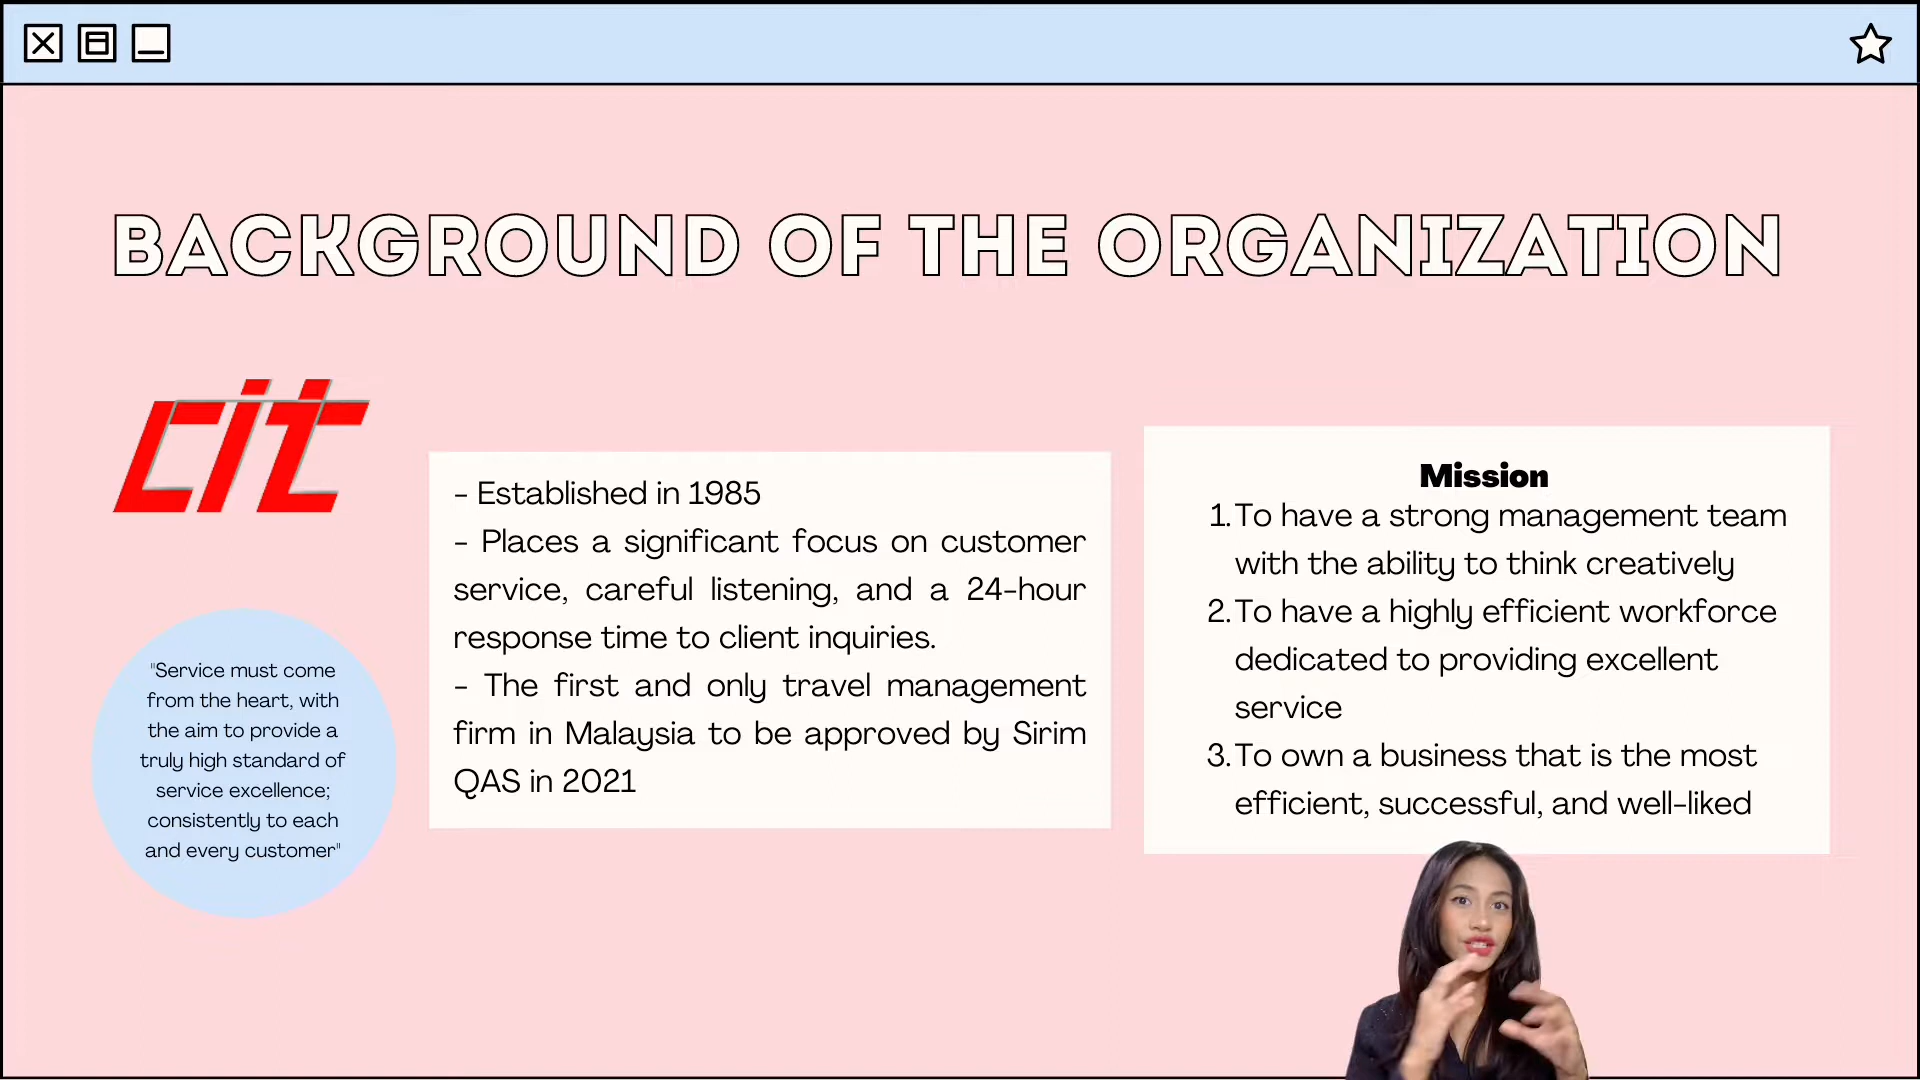 BACKGROUND OF THE ORGANIZATION
cit
"Service must come
from the heart, with
the aim to provide a
truly high standard of
service excellence;
consistently to each
and every customer"
- Established in 1985
- Places a significant focus on customer
service, careful listening, and a 24-hour
response time to client inquiries.
- The first and only travel management
firm in Malaysia to be approved by Sirim
QAS in 2021
Mission
1. To have a strong management team
with the ability to think creatively
2. To have a highly efficient workforce
dedicated to providing excellent
service
3. To own a business that is the most
efficient, successful, and well-liked